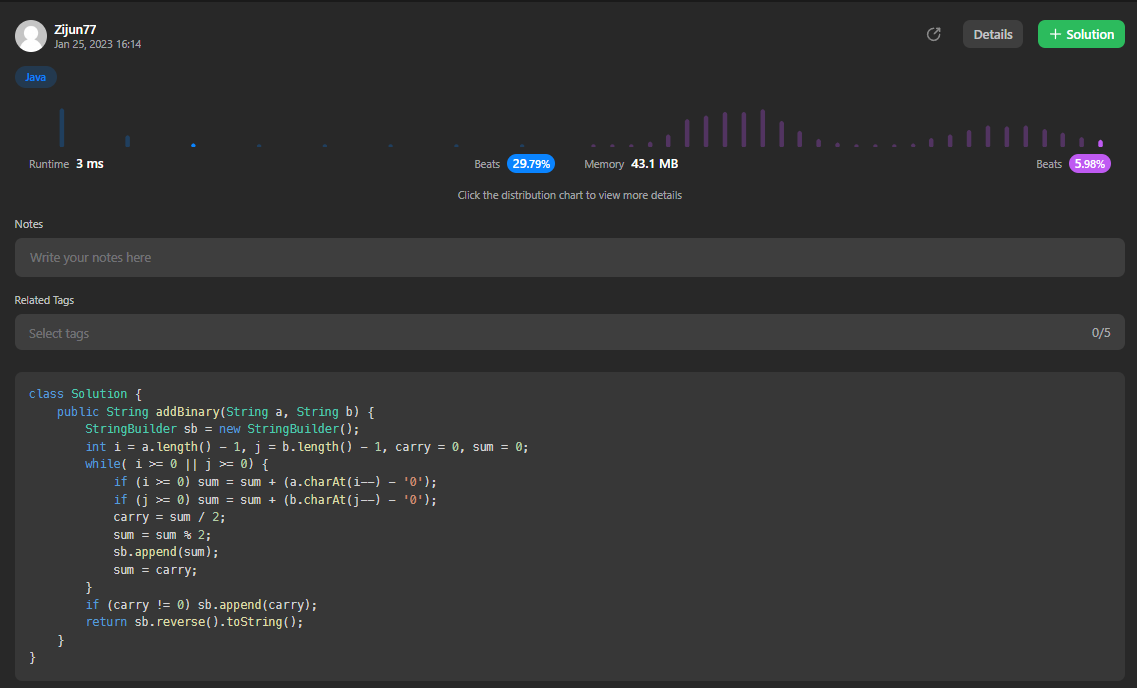 Zijun77
Jan 25, 2023 16:14
Details
+ Solution
Java
Runtime 3 ms
Beats 29.79%
Memory 43.1 MB
Beats 5.98%
Click the distribution chart to view more details
Notes
Write your notes here
Related Tags
Select tags
0/5
class Solution {
    public String addBinary(String a, String b) {
        StringBuilder sb = new StringBuilder();
        int i = a.length() - 1, j = b.length() - 1, carry = 0, sum = 0;
        while( i >= 0 || j >= 0) {
            if (i >= 0) sum = sum + (a.charAt(i--) - '0');
            if (j >= 0) sum = sum + (b.charAt(j--) - '0');
            carry = sum / 2;
            sum = sum % 2;
            sb.append(sum);
            sum = carry;
        }
        if (carry != 0) sb.append(carry);
        return sb.reverse().toString();
    }
}